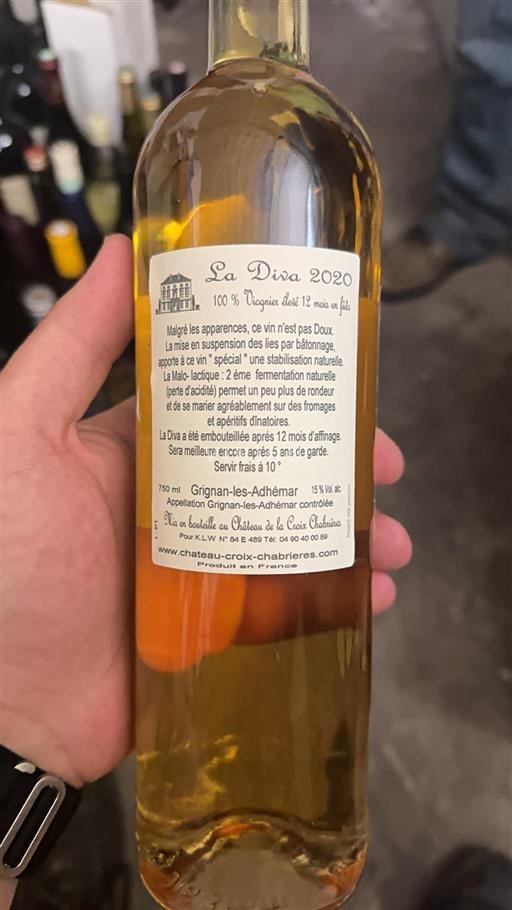 La Diva 2020
100 % Viognier élevé 12 mois en fûts
Malgré les apparences, ce vin n'est pas Doux.
La mise en suspension des lies par bâtonnage,
apporte à ce vin " spécial " une stabilisation naturelle.
La Malo- lactique : 2 éme fermentation naturelle
(perte d'acidité) permet un peu plus de rondeur
et de se marier agréablement sur des fromages
et apéritifs dînatoires.
La Diva a été embouteillée aprés 12 mois d'affinage.
Sera meilleure encore aprés 5 ans de garde.
Servir frais à 10 °
750 ml Grignan-les-Adhémar 15 % Vol. alc
Appellation Grignan-les-Adhémar contrôlée
Mis en bouteille au Château de la Croix Chabrières
Pour K.L.W N° 84 E 489 Tél: 04 90 40 00 89
www.chateau-croix-chabrieres.com
Produit en France